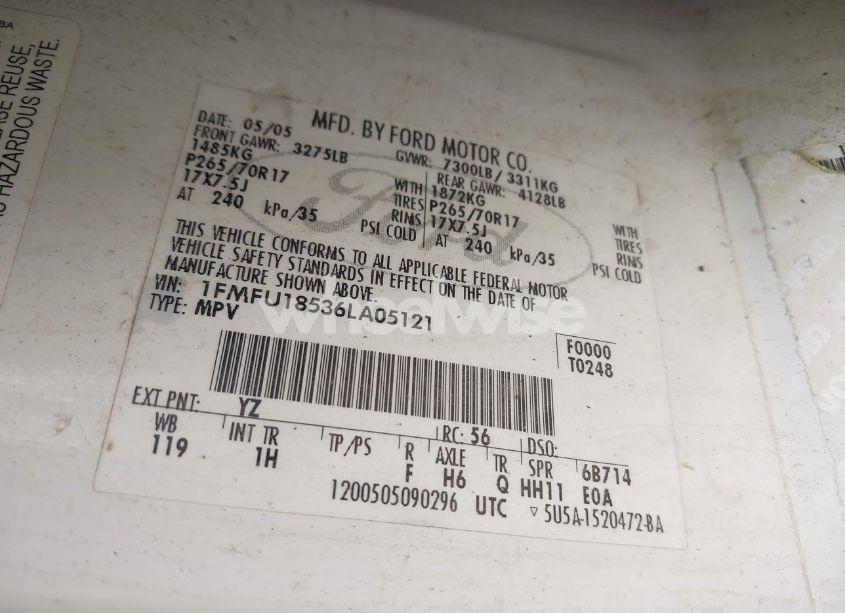 BA
ASE REUSE,
HAZARDOUS WASTE.
MFD. BY FORD MOTOR CO.
DATE: 05/05 GVWR: 7300LB/ 3311KG
FRONT GAWR: 3275LB REAR GAWR: 4128LB
1485KG WITH 1872KG WITH
P265/70R17 TIRES P265/70R17 TIRES
17X7.5J RIMS 17X7.5J RIMS
AT 240 kPa/35 PSI COLD AT 240 kPa/35 PSI COLD
Ford
THIS VEHICLE CONFORMS TO ALL APPLICABLE FEDERAL MOTOR
VEHICLE SAFETY STANDARDS IN EFFECT ON THE DATE OF
MANUFACTURE SHOWN ABOVE.
VIN: 1FMFU18536LA05121
TYPE: MPV
wheelwise
F0000
T0248
EXT PNT: YZ RC: 56 DSO:
WB INT TR TP/PS R AXLE TR SPR 6B714
119 1H F H6 Q HH11 E0A
1200505090296 UTC ▽ 5U5A-1520472-BA
VOID